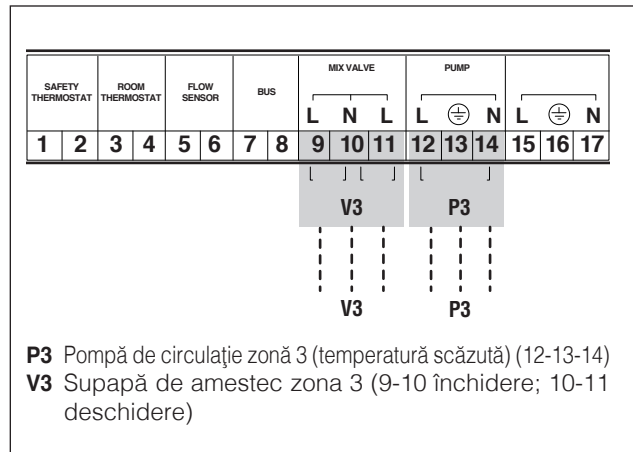 MIX VALVE PUMP
SAFETY THERMOSTAT ROOM THERMOSTAT FLOW SENSOR BUS
L N L L N L N
1 2 3 4 5 6 7 8 9 10 11 12 13 14 15 16 17
V3 P3
V3 P3
P3 Pompă de circulaţie zonă 3 (temperatură scăzută) (12-13-14)
V3 Supapă de amestec zona 3 (9-10 închidere; 10-11
deschidere)